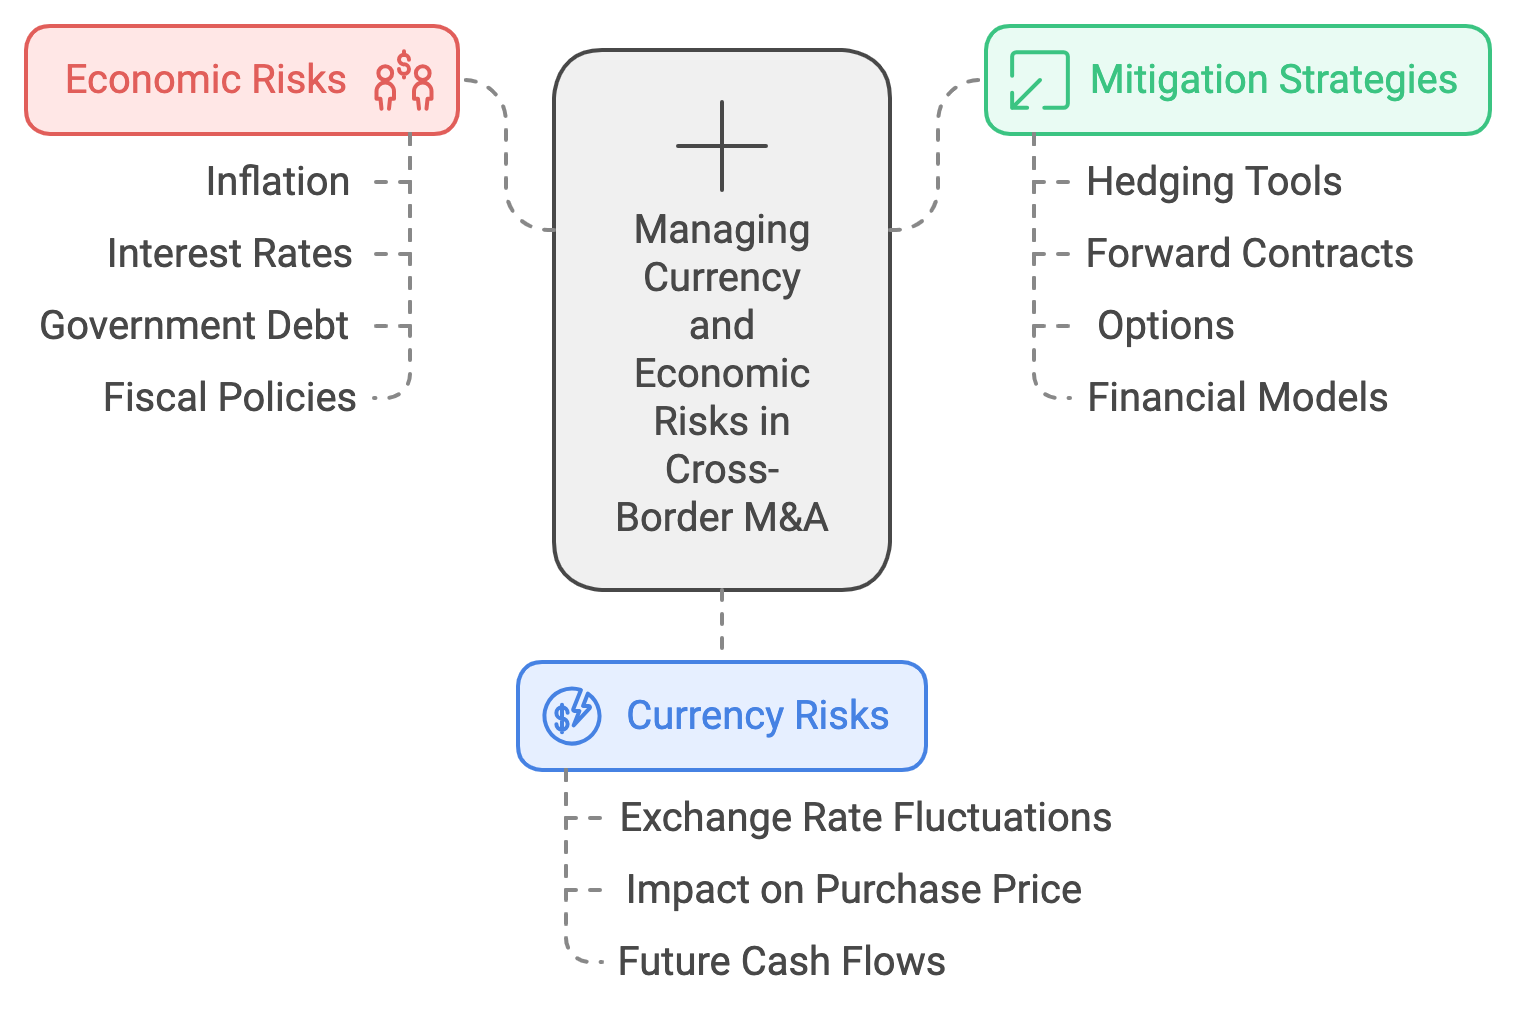 Economic Risks
Inflation
Interest Rates
Government Debt
Fiscal Policies
Managing
Currency
and
Economic
Risks in
Cross-
Border M&A
Mitigation Strategies
Hedging Tools
Forward Contracts
Options
Financial Models
Currency Risks
Exchange Rate Fluctuations
Impact on Purchase Price
Future Cash Flows